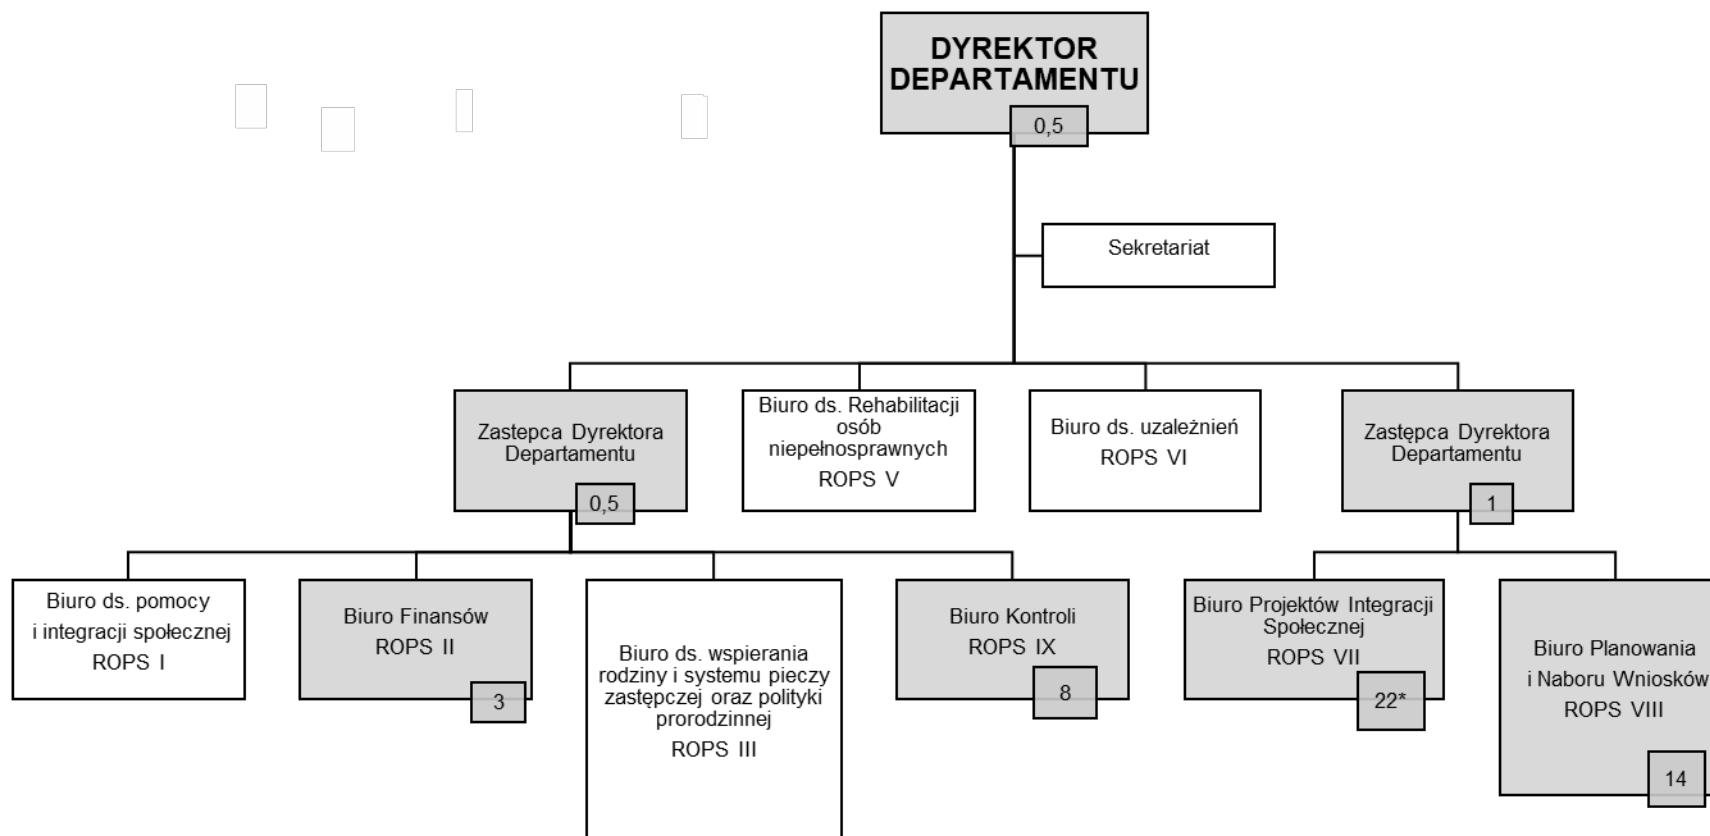 DYREKTOR
DEPARTAMENTU
0,5
Sekretariat
Zastepca Dyrektora
Departamentu
0,5
Biuro ds. Rehabilitacji
osób
niepełnosprawnych
ROPS V
Biuro ds. uzależnień
ROPS VI
Zastępca Dyrektora
Departamentu
1
Biuro ds. pomocy
i integracji społecznej
ROPS I
Biuro Finansów
ROPS II
3
Biuro ds. wspierania
rodziny i systemu pieczy
zastępczej oraz polityki
prorodzinnej
ROPS III
Biuro Kontroli
ROPS IX
8
Biuro Projektów Integracji
Społecznej
ROPS VII
22*
Biuro Planowania
i Naboru Wniosków
ROPS VIII
14